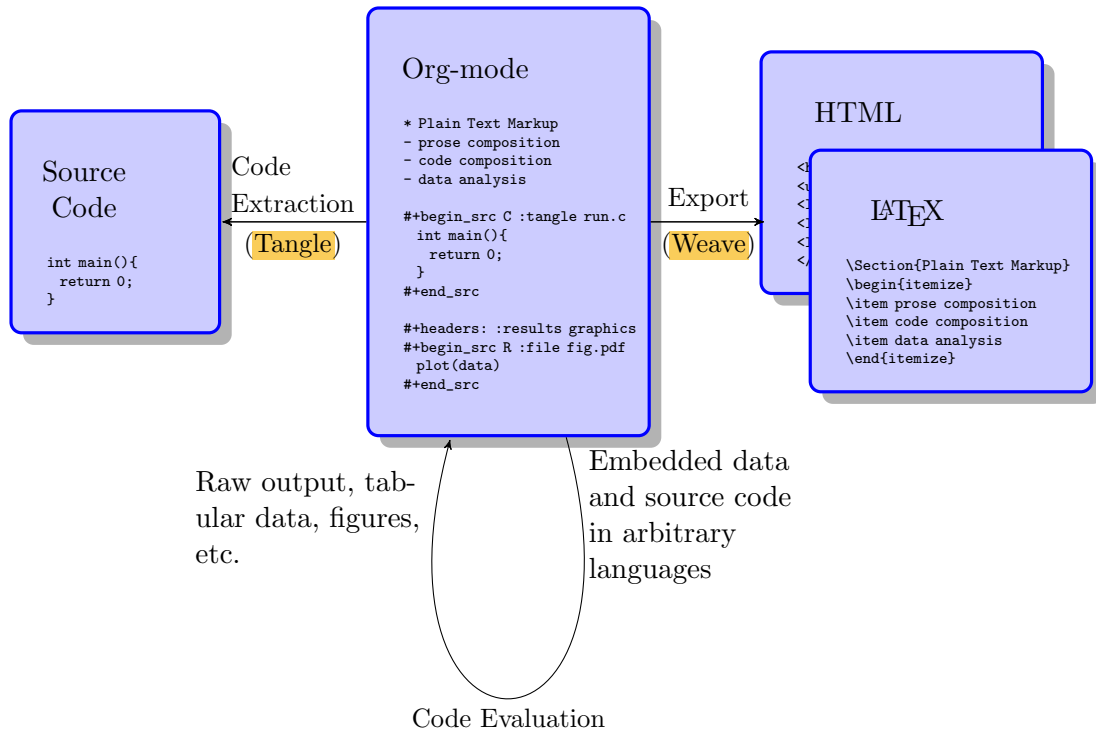 Source
Code
int main(){
  return 0;
}
Code
Extraction
(Tangle)
Org-mode
* Plain Text Markup
- prose composition
- code composition
- data analysis
#+begin_src C :tangle run.c
  int main(){
    return 0;
  }
#+end_src
#+headers: :results graphics
#+begin_src R :file fig.pdf
  plot(data)
#+end_src
Export
(Weave)
HTML
LATEX
\Section{Plain Text Markup}
\begin{itemize}
\item prose composition
\item code composition
\item data analysis
\end{itemize}
Raw output, tab-
ular data, figures,
etc.
Embedded data
and source code
in arbitrary
languages
Code Evaluation